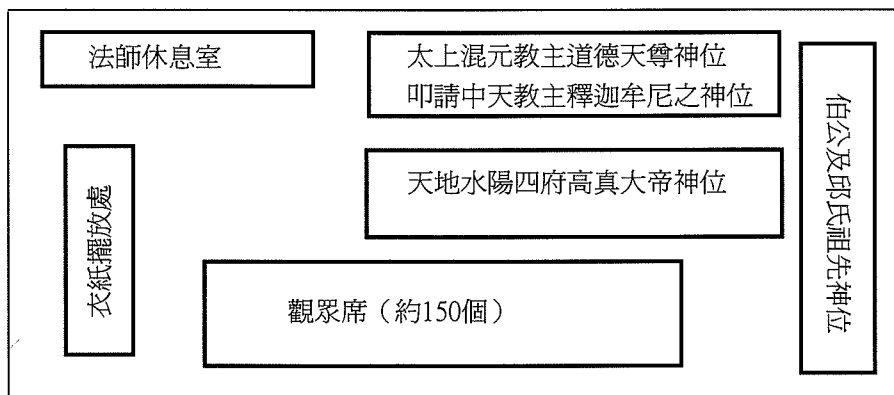 法師休息室
太上混元教主道德天尊神位
叩請中天教主釋迦牟尼之神位
伯公及邱氏祖先神位
天地水陽四府高真大帝神位
衣紙擺放處
觀眾席（約150個）